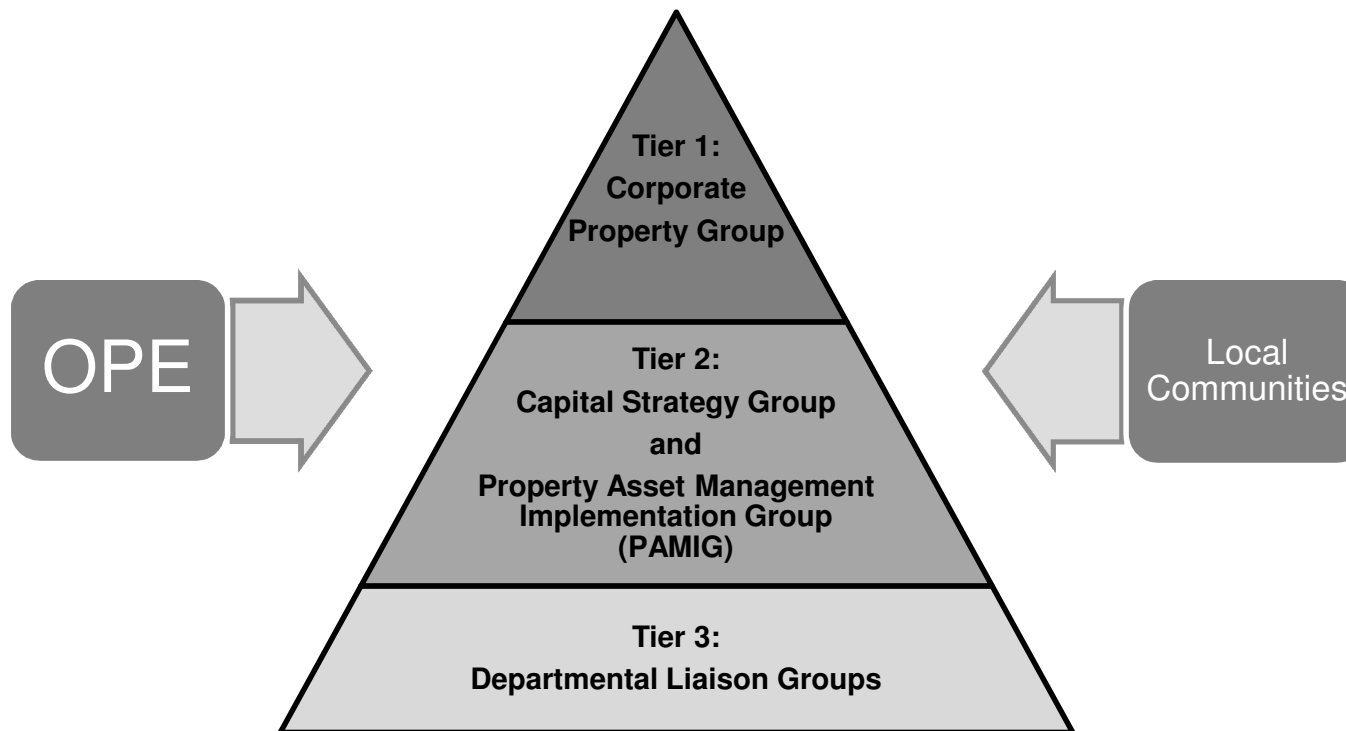 Tier 1:
Corporate
Property Group
OPE
Local
Communities
Tier 2:
Capital Strategy Group
and
Property Asset Management
Implementation Group
(PAMIG)
Tier 3:
Departmental Liaison Groups